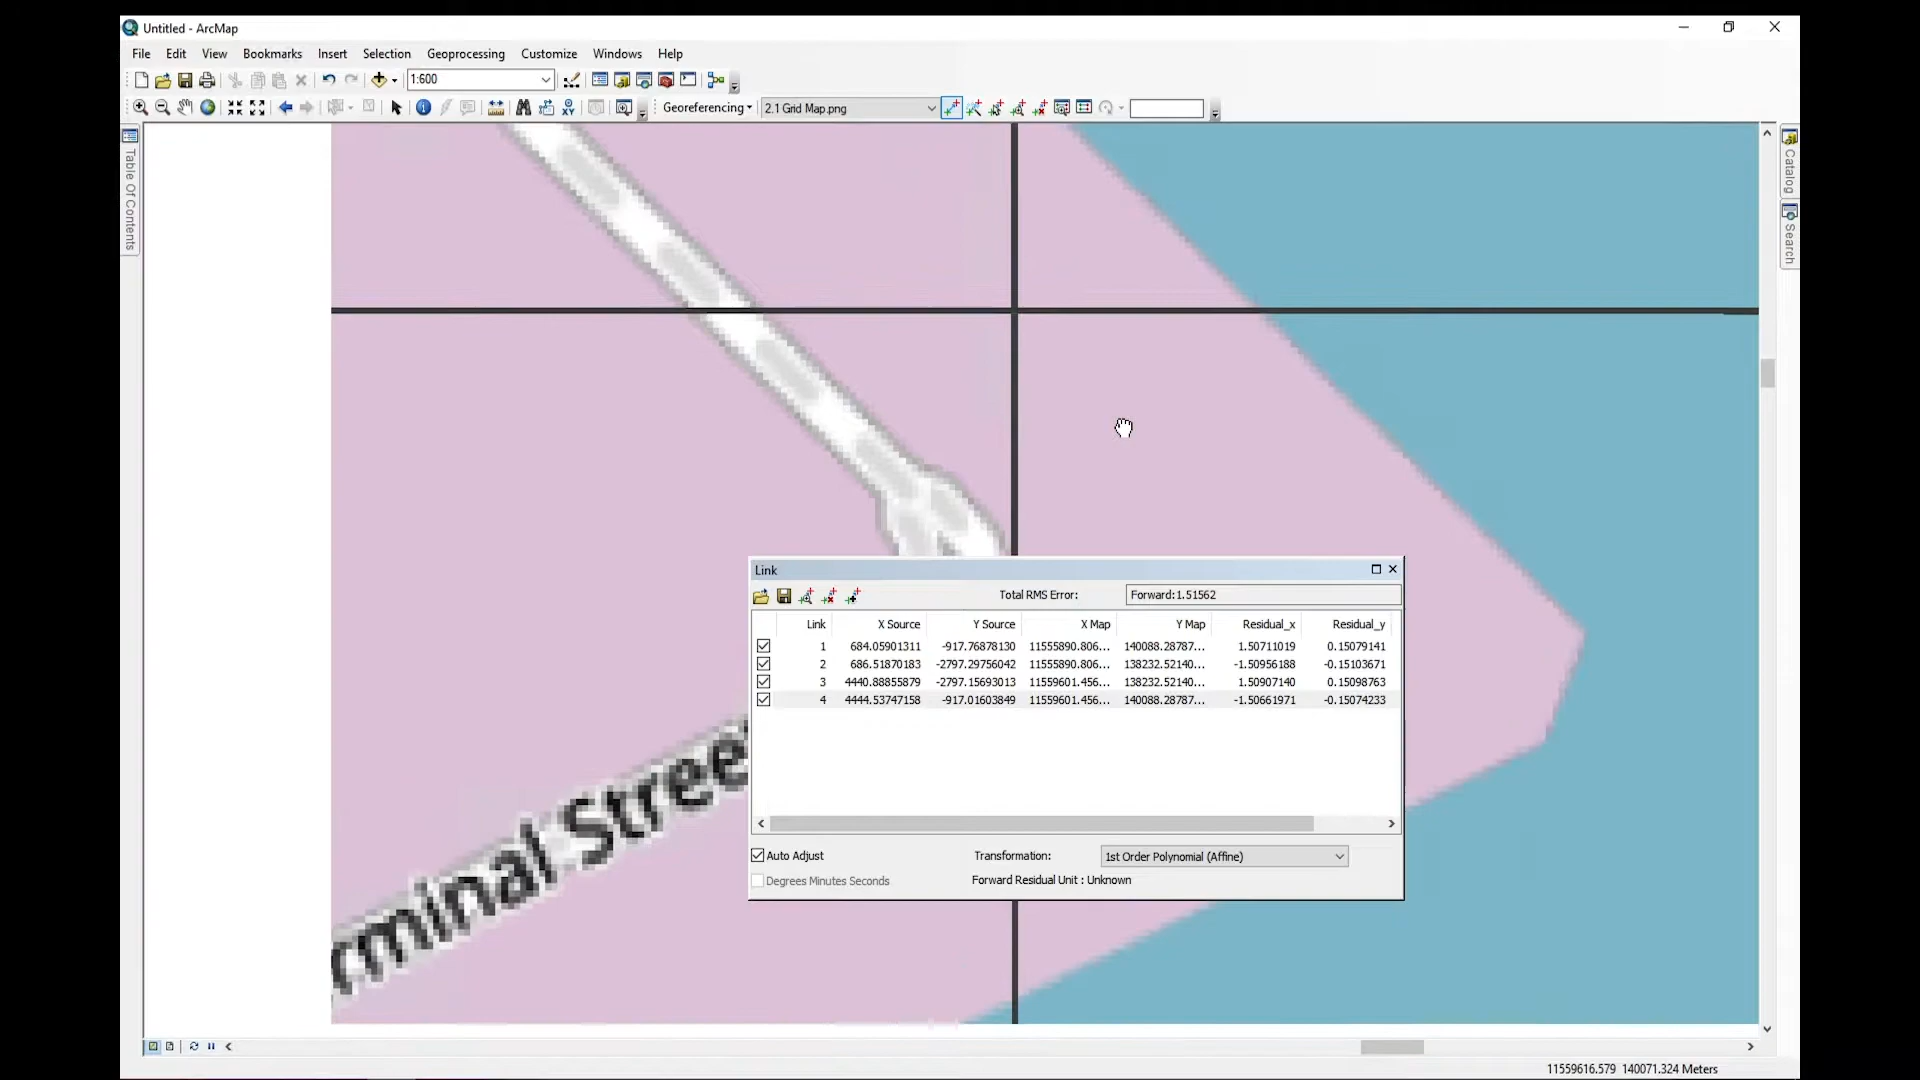 Untitled - ArcMap
File Edit View Bookmarks Insert Selection Geoprocessing Customize Windows Help
1:600
Georeferencing 2.1 Grid Map.png
Table Of Contents
Catalog
Search
Link
Total RMS Error: Forward:1.51562
Link X Source Y Source X Map Y Map Residual_x Residual_y
1 684.05901311 -917.76878130 11555890.806... 140088.28787... 1.50711019 0.15079141
2 686.51870183 -2797.29756042 11555890.806... 138232.52140... -1.50956188 -0.15103671
3 4440.88855879 -2797.15693013 11559601.456... 138232.52140... 1.50907140 0.15098763
4 4444.53747158 -917.01603849 11559601.456... 140088.28787... -1.50661971 -0.15074233
Auto Adjust Transformation: 1st Order Polynomial (Affine)
Degrees Minutes Seconds Forward Residual Unit : Unknown
rminal Stree
11559616.579 140071.324 Meters